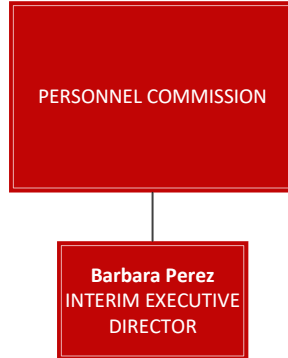 PERSONNEL COMMISSION
Barbara Perez
INTERIM EXECUTIVE
DIRECTOR